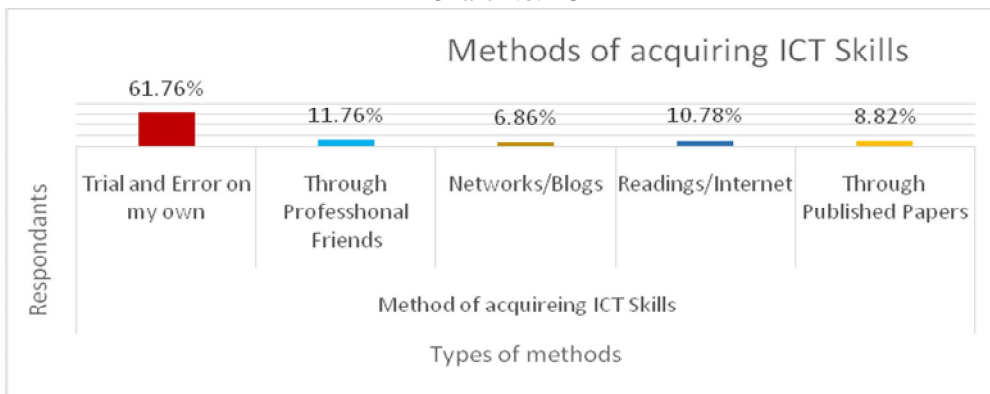 Methods of acquiring ICT Skills
61.76%
11.76%
6.86%
10.78%
8.82%
Trial and Error on
my own
Through
Professhonal
Friends
Networks/Blogs
Readings/Internet
Through
Published Papers
Method of acquireing ICT Skills
Respondants
Types of methods